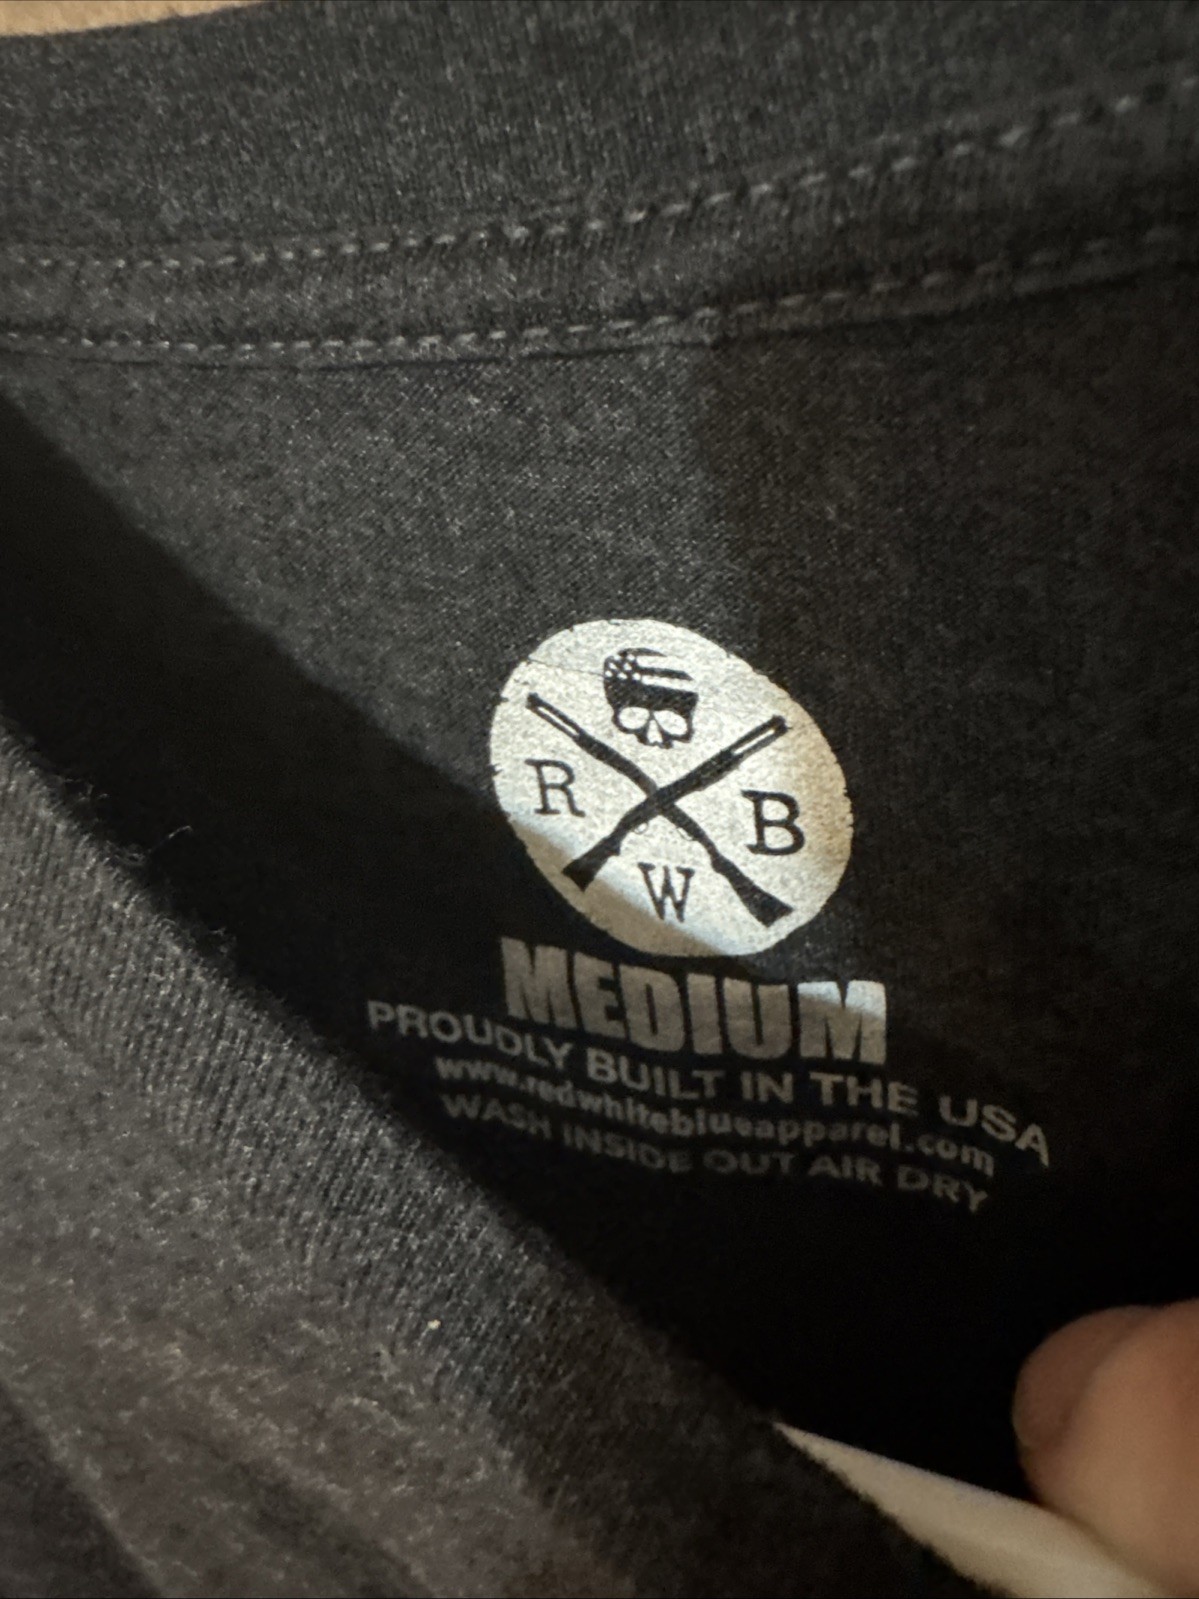 R B
W
MEDIUM
PROUDLY BUILT IN THE USA
www.redwhiteblueapparel.com
WASH INSIDE OUT AIR DRY